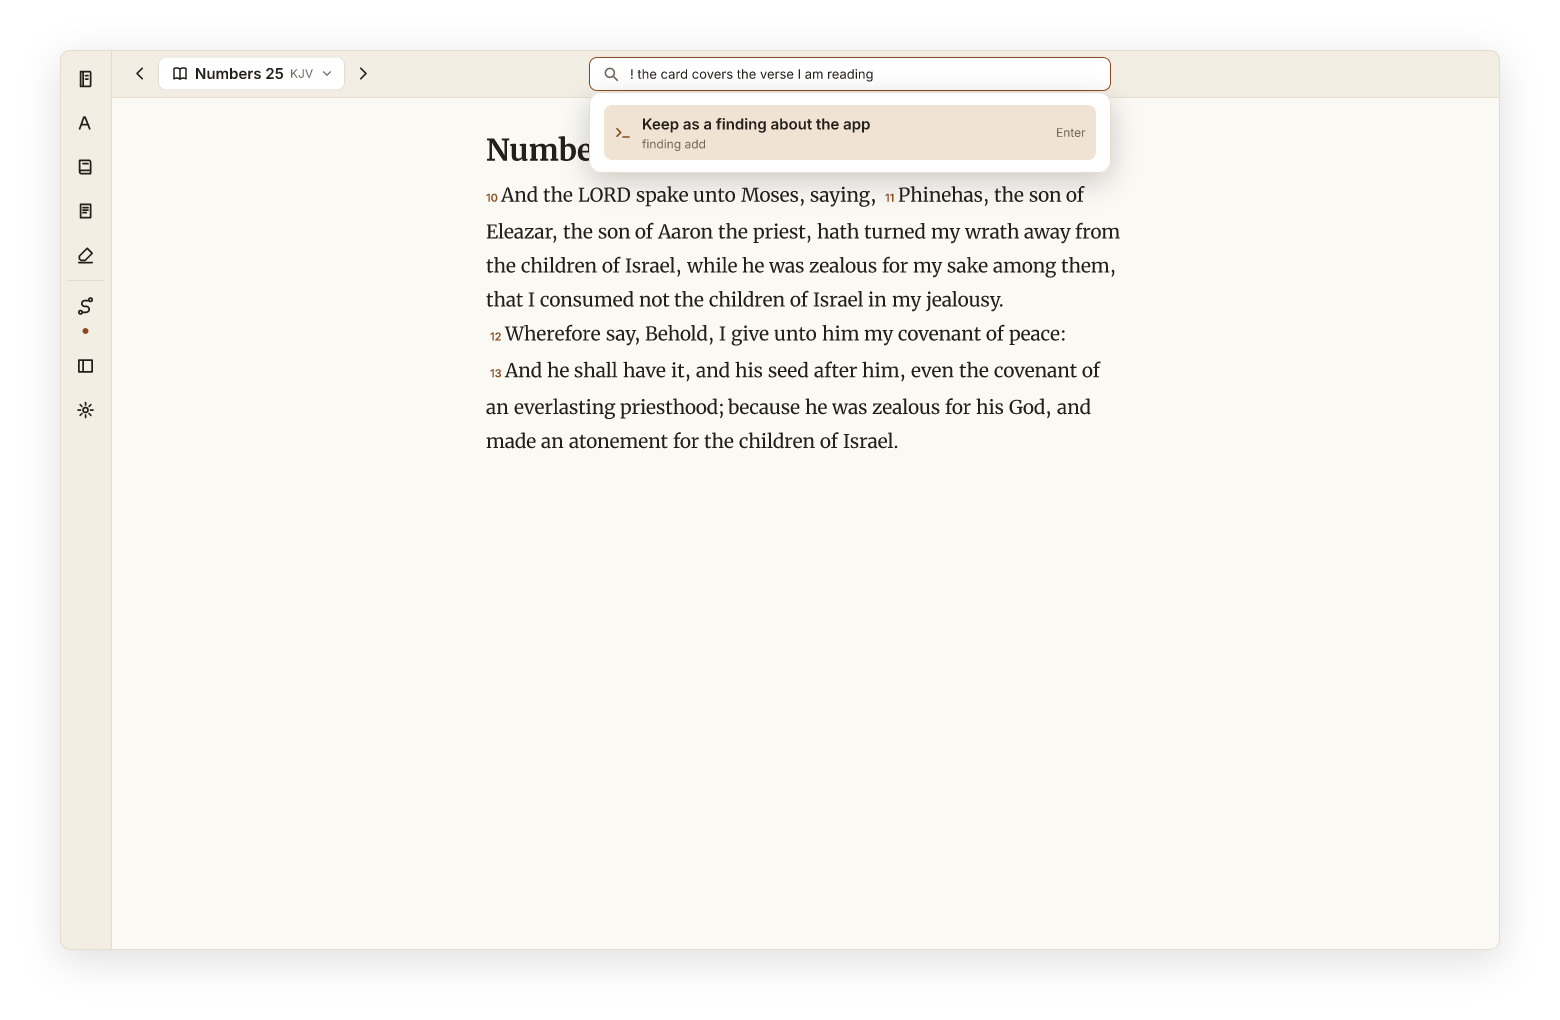 Numbers 25 KJV
! the card covers the verse I am reading
Keep as a finding about the app
finding add
Enter
10 And the LORD spake unto Moses, saying, 11 Phinehas, the son of
Eleazar, the son of Aaron the priest, hath turned my wrath away from
the children of Israel, while he was zealous for my sake among them,
that I consumed not the children of Israel in my jealousy.
12 Wherefore say, Behold, I give unto him my covenant of peace:
13 And he shall have it, and his seed after him, even the covenant of
an everlasting priesthood; because he was zealous for his God, and
made an atonement for the children of Israel.